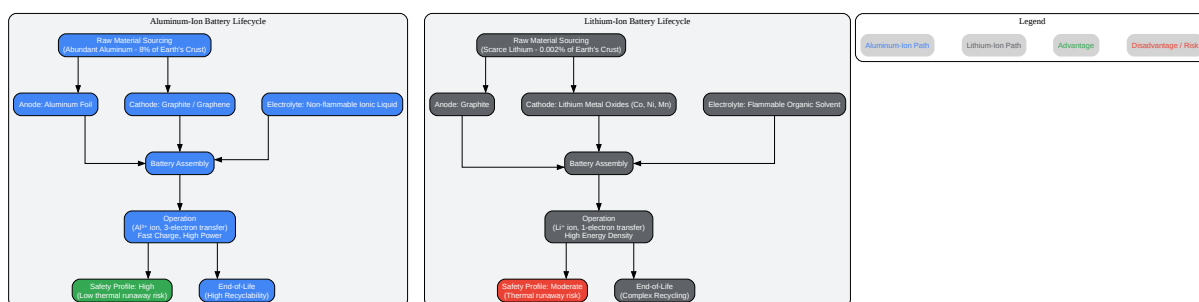 Aluminum-Ion Battery Lifecycle
Raw Material Sourcing
(Abundant Aluminum - 8% of Earth's Crust)
Anode: Aluminum Foil
Cathode: Graphite / Graphene
Electrolyte: Non-flammable Ionic Liquid
Battery Assembly
Operation
(Al³⁺ ion, 3-electron transfer)
Fast Charge, High Power
Safety Profile: High
(Low thermal runaway risk)
End-of-Life
(High Recyclability)
Lithium-Ion Battery Lifecycle
Raw Material Sourcing
(Scarce Lithium - 0.002% of Earth's Crust)
Anode: Graphite
Cathode: Lithium Metal Oxides (Co, Ni, Mn)
Electrolyte: Flammable Organic Solvent
Battery Assembly
Operation
(Li⁺ ion, 1-electron transfer)
High Energy Density
Safety Profile: Moderate
(Thermal runaway risk)
End-of-Life
(Complex Recycling)
Legend
Aluminum-Ion Path
Lithium-Ion Path
Advantage
Disadvantage / Risk